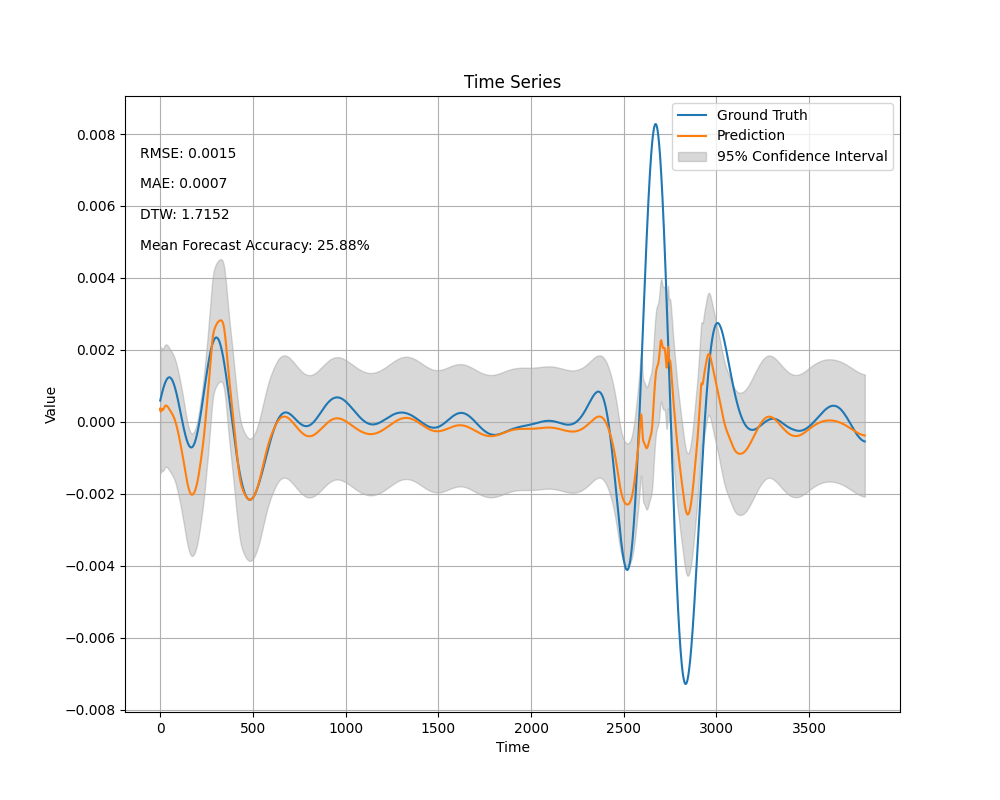 Time Series
Ground Truth
Prediction
95% Confidence Interval
RMSE: 0.0015
MAE: 0.0007
DTW: 1.7152
Mean Forecast Accuracy: 25.88%
0.008
0.006
0.004
0.002
0.000
−0.002
−0.004
−0.006
−0.008
Value
0 500 1000 1500 2000 2500 3000 3500
Time